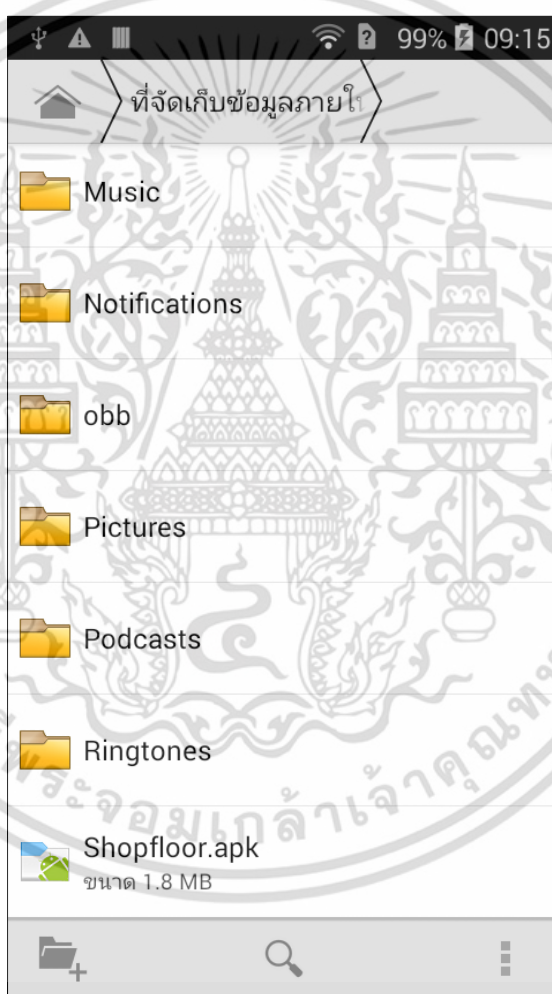 99% 09:15
ที่จัดเก็บข้อมูลภายใ
Music
Notifications
obb
Pictures
Podcasts
Ringtones
Shopfloor.apk
ขนาด 1.8 MB